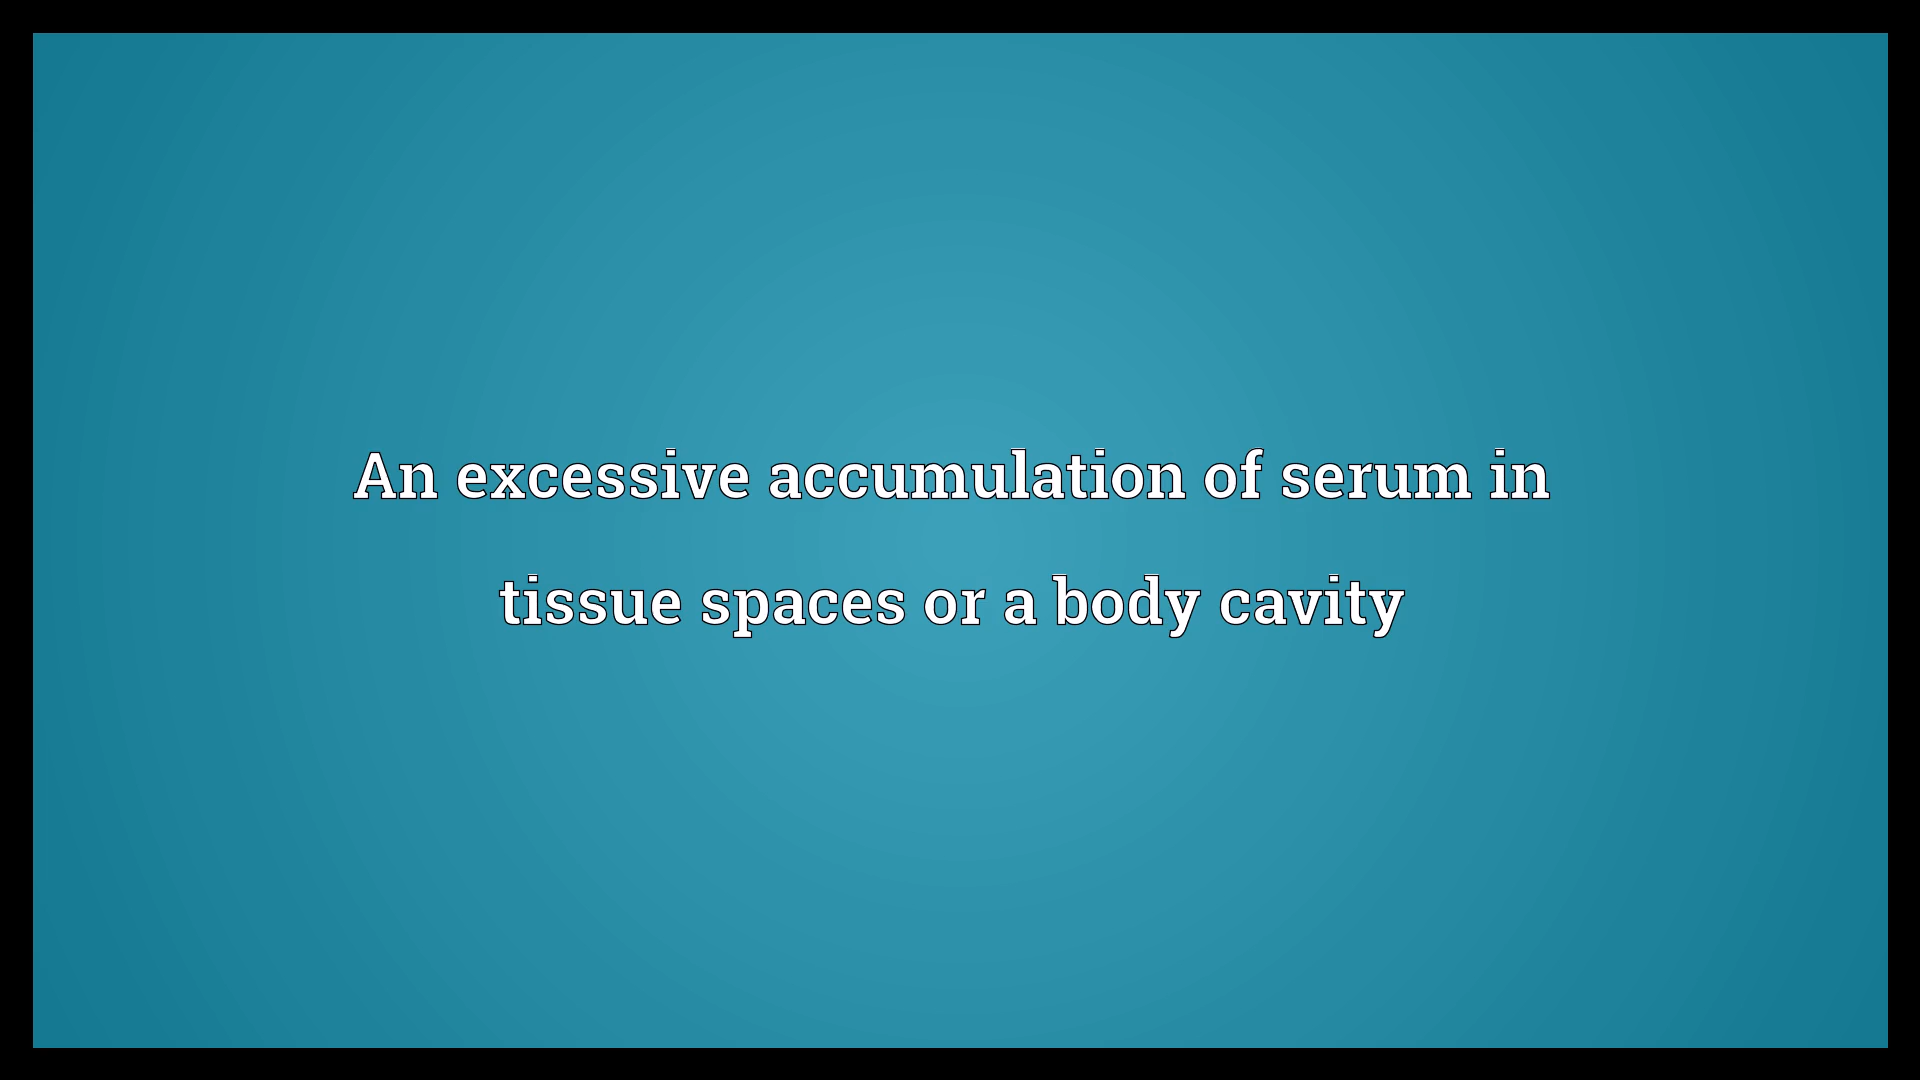 An excessive accumulation of serum in
tissue spaces or a body cavity